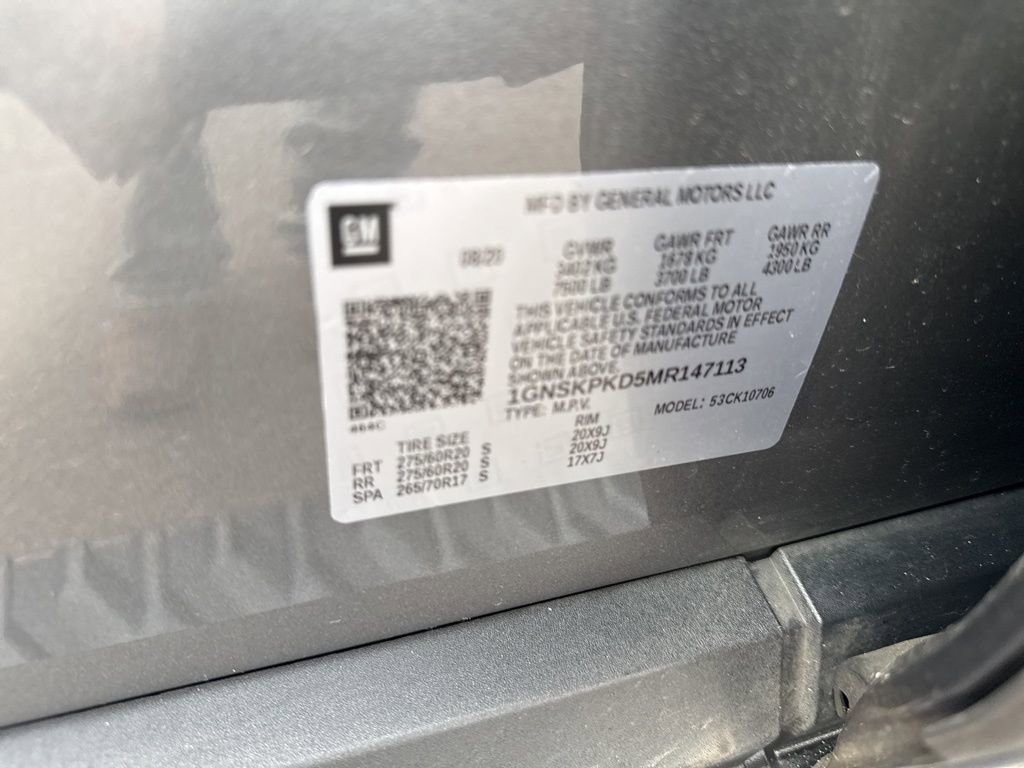 MFD BY GENERAL MOTORS LLC
GM
08/20 GVWR GAWR FRT GAWR RR
3402 KG 1678 KG 1950 KG
7500 LB 3700 LB 4300 LB
THIS VEHICLE CONFORMS TO ALL
APPLICABLE U.S. FEDERAL MOTOR
VEHICLE SAFETY STANDARDS IN EFFECT
ON THE DATE OF MANUFACTURE
SHOWN ABOVE.
1GNSKPKD5MR147113
TYPE: M.P.V. MODEL: 53CK10706
TIRE SIZE RIM
FRT 275/60R20 S 20X9J
RR 275/60R20 S 20X9J
SPA 265/70R17 S 17X7J